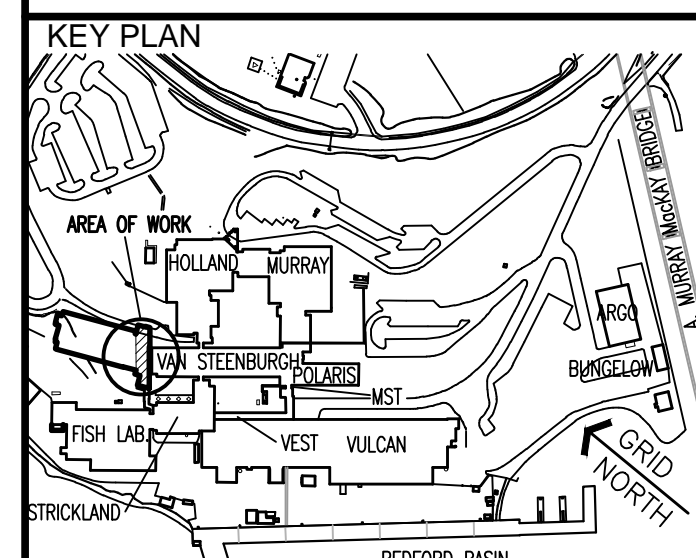 KEY PLAN
AREA OF WORK
HOLLAND
MURRAY
A. MURRAY MacKAY BRIDGE
ARGO
VAN STEENBURGH
POLARIS
BUNGELOW
MST
FISH LAB.
VEST
VULCAN
GRID
NORTH
STRICKLAND
BEDFORD BASIN